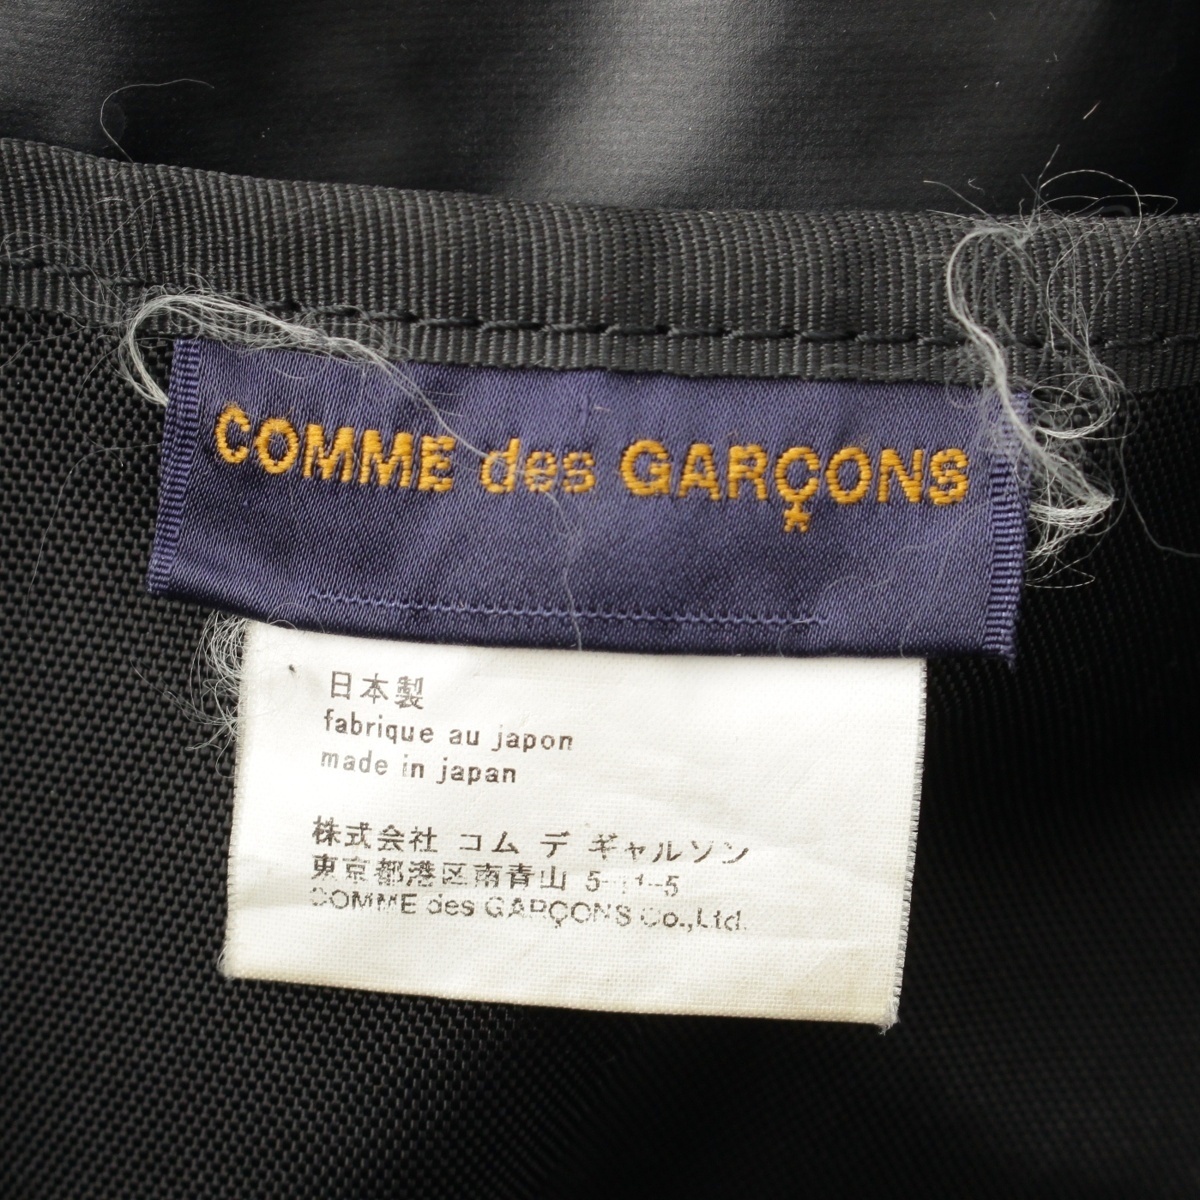 COMME des GARÇONS
日本製
fabrique au japon
made in japan
株式会社 コム デ ギャルソン
東京都港区南青山 5-11-5
COMME des GARÇONS Co.,Ltd.